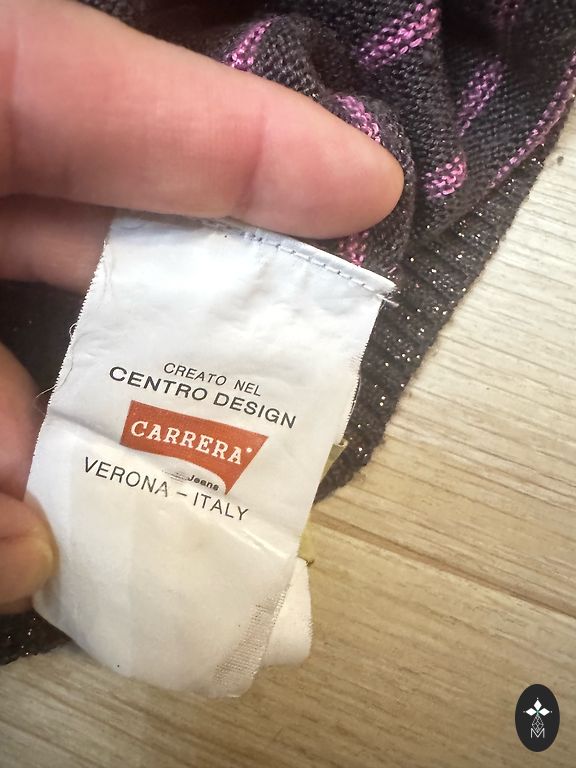 CREATO NEL
CENTRO DESIGN
CARRERA
Jeans
VERONA - ITALY
M